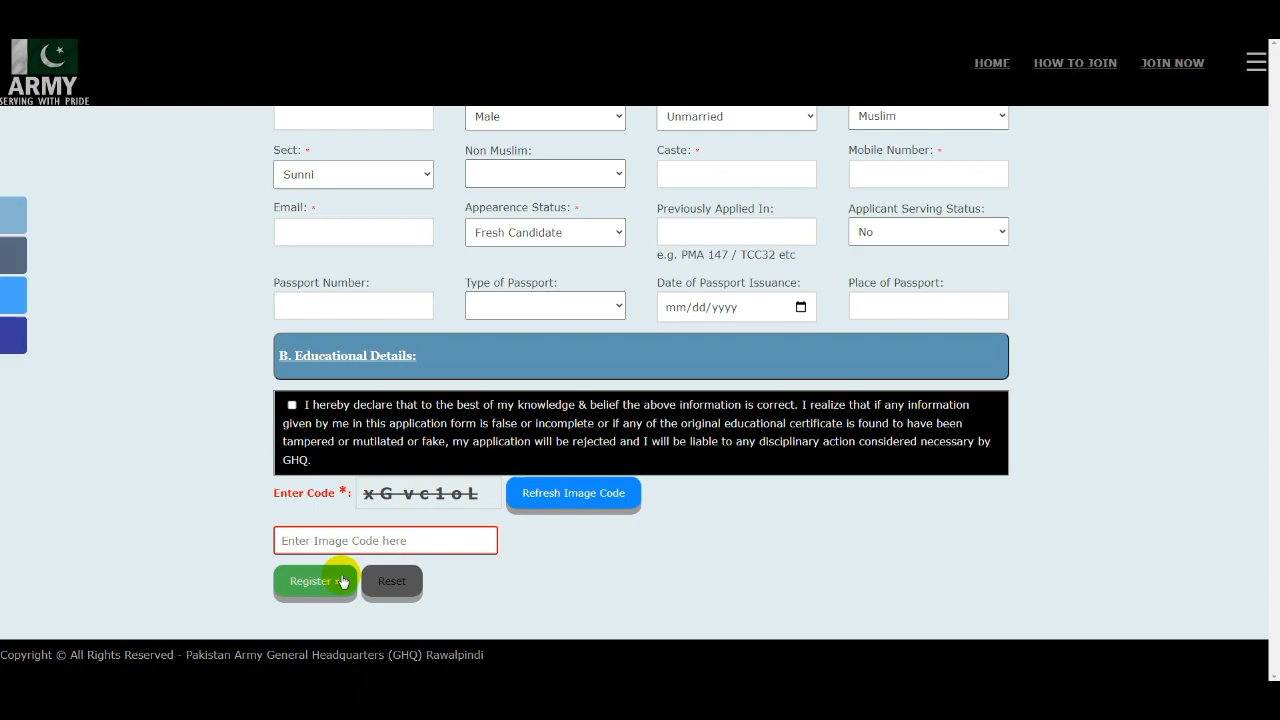 ARMY
SERVING WITH PRIDE
HOME HOW TO JOIN JOIN NOW
Male Unmarried Muslim
Sect: * Non Muslim: Caste: * Mobile Number: *
Sunni
Email: * Appearence Status: * Previously Applied In: Applicant Serving Status:
Fresh Candidate No
e.g. PMA 147 / TCC32 etc
Passport Number: Type of Passport: Date of Passport Issuance: Place of Passport:
mm/dd/yyyy
B. Educational Details:
I hereby declare that to the best of my knowledge & belief the above information is correct. I realize that if any information
given by me in this application form is false or incomplete or if any of the original educational certificate is found to have been
tampered or mutilated or fake, my application will be rejected and I will be liable to any disciplinary action considered necessary by
GHQ.
Enter Code *: x G v c 1 o L Refresh Image Code
Enter Image Code here
Register Reset
Copyright © All Rights Reserved - Pakistan Army General Headquarters (GHQ) Rawalpindi